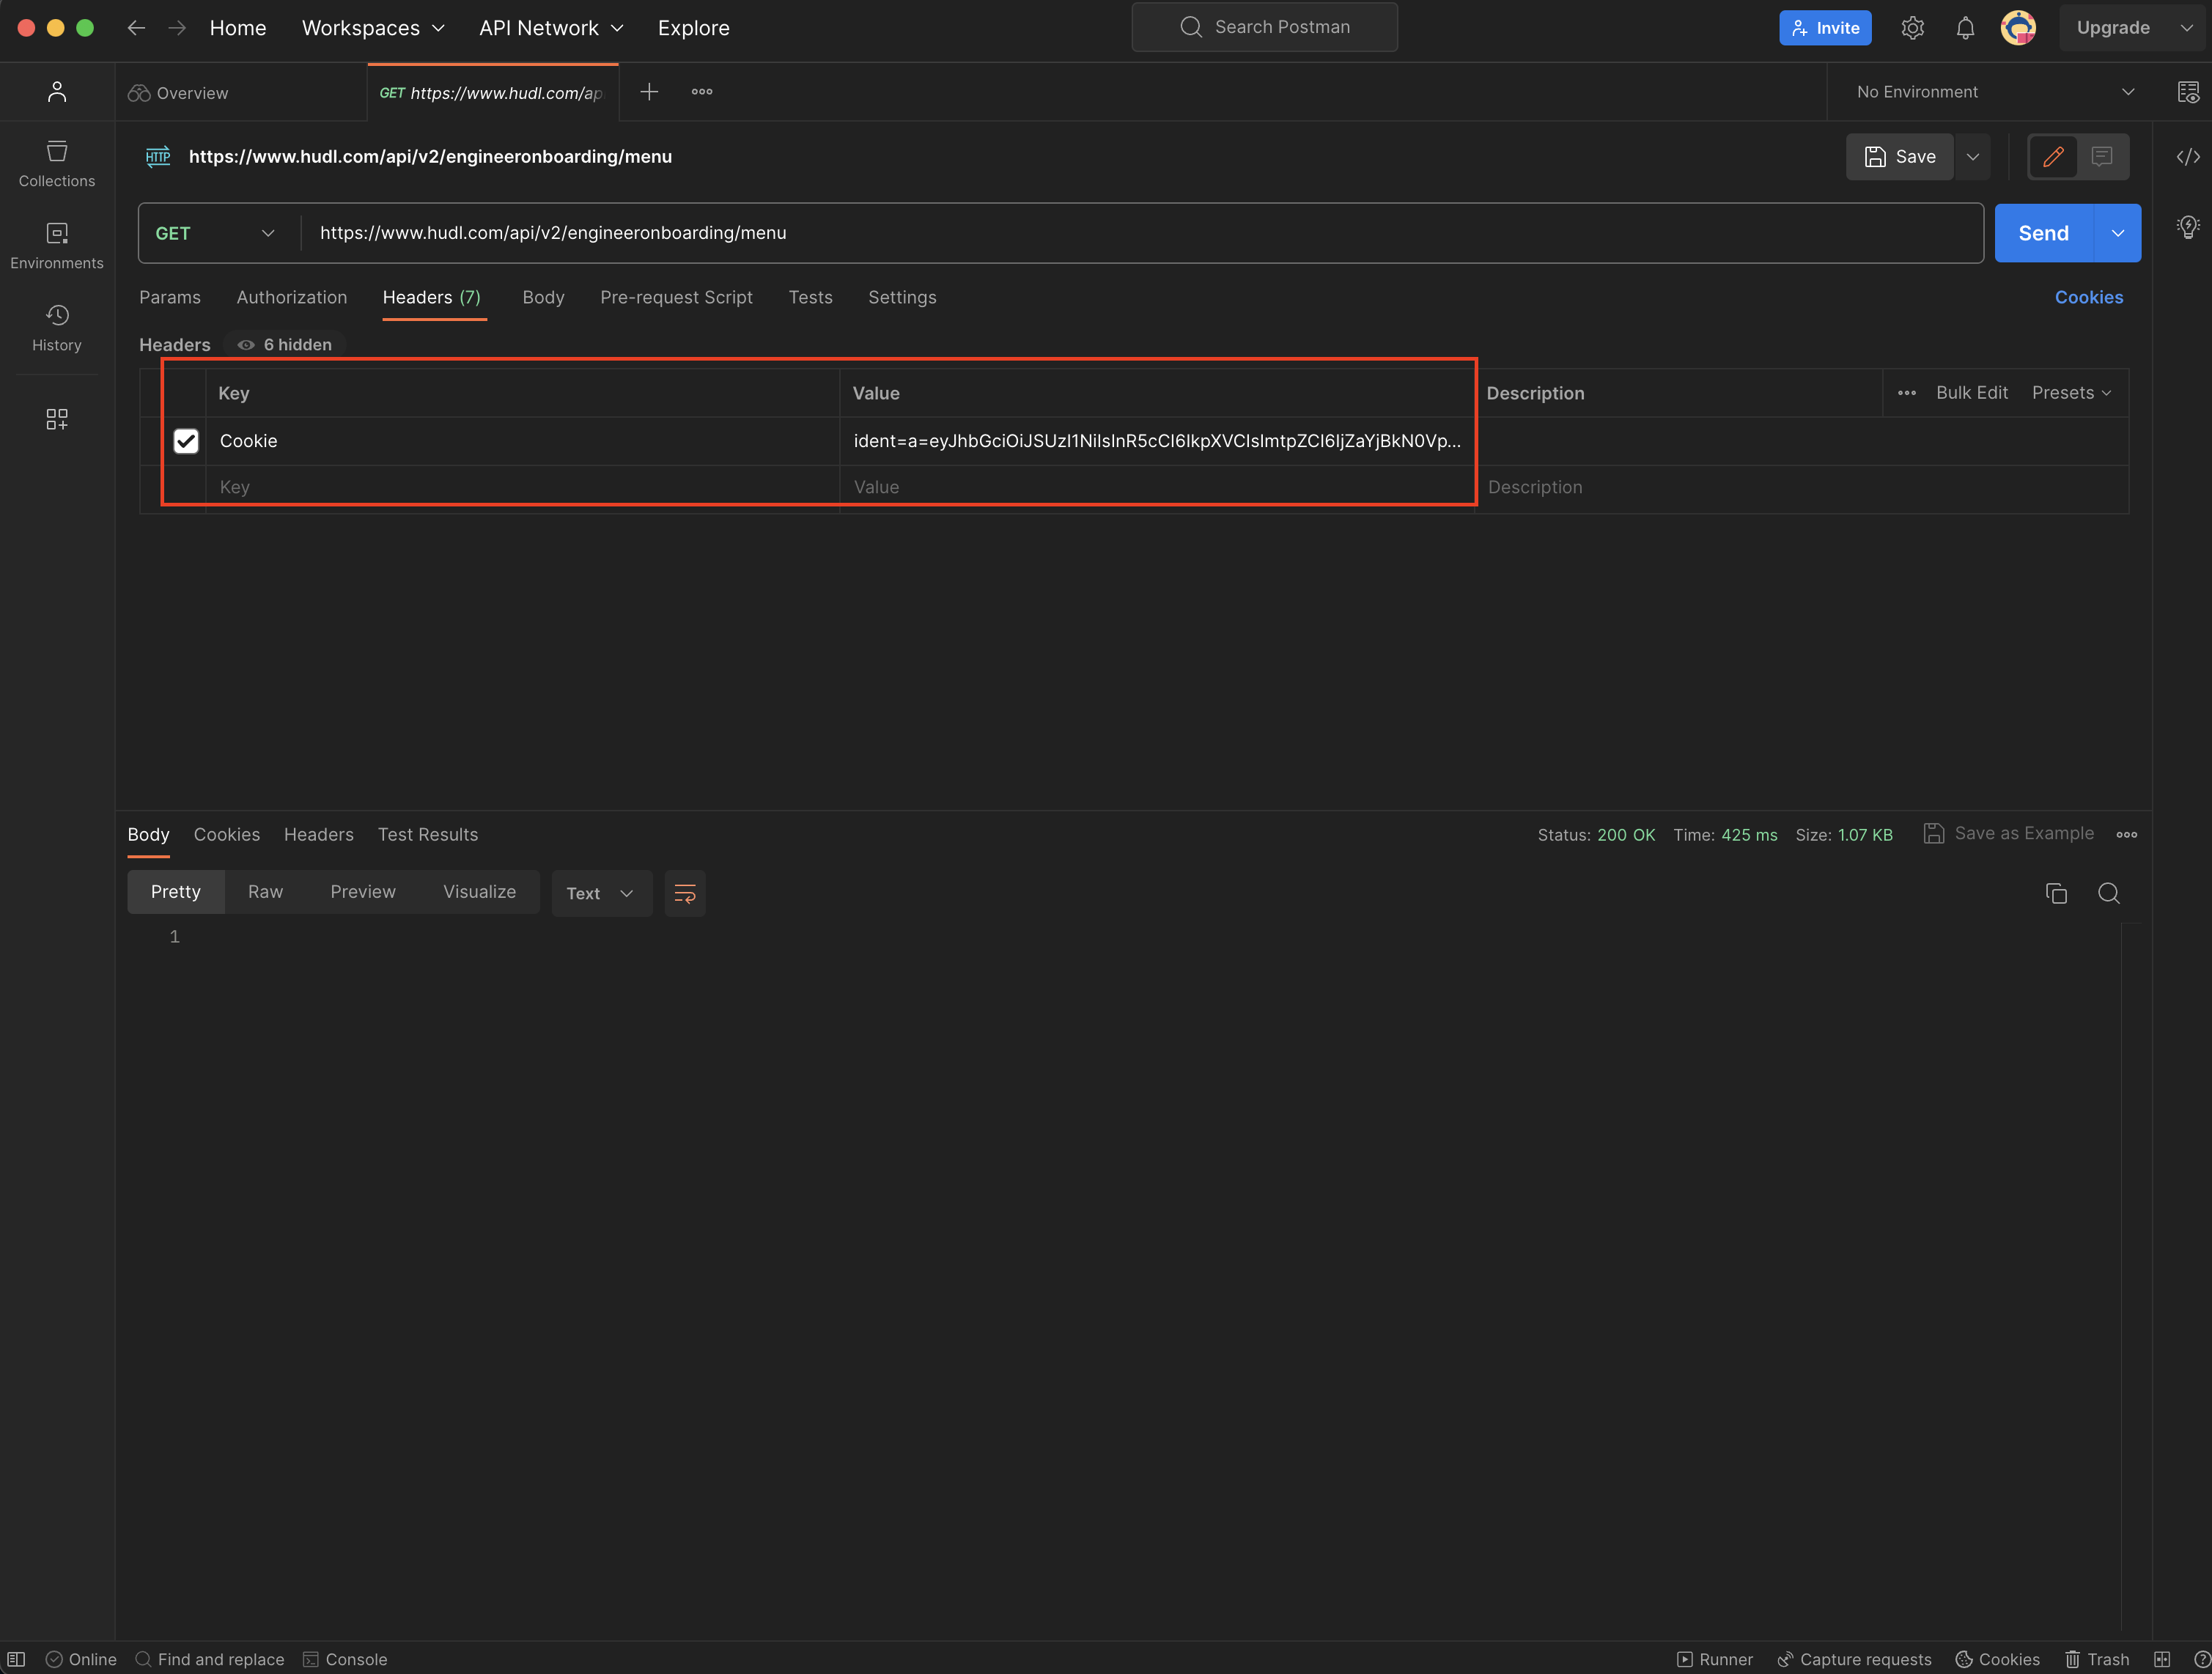 Home Workspaces API Network Explore Search Postman Invite Upgrade
Overview GET https://www.hudl.com/ap No Environment
HTTP https://www.hudl.com/api/v2/engineeronboarding/menu Save
Collections
GET https://www.hudl.com/api/v2/engineeronboarding/menu Send
Environments
Params Authorization Headers (7) Body Pre-request Script Tests Settings Cookies
History
Headers 6 hidden
Key Value Description Bulk Edit Presets
Cookie ident=a=eyJhbGciOiJSUzI1NiIsInR5cCI6IkpXVCIsImtpZCI6IjZaYjBkN0Vp...
Key Value Description
Body Cookies Headers Test Results Status: 200 OK Time: 425 ms Size: 1.07 KB Save as Example
Pretty Raw Preview Visualize Text
1
Online Find and replace Console Runner Capture requests Cookies Trash